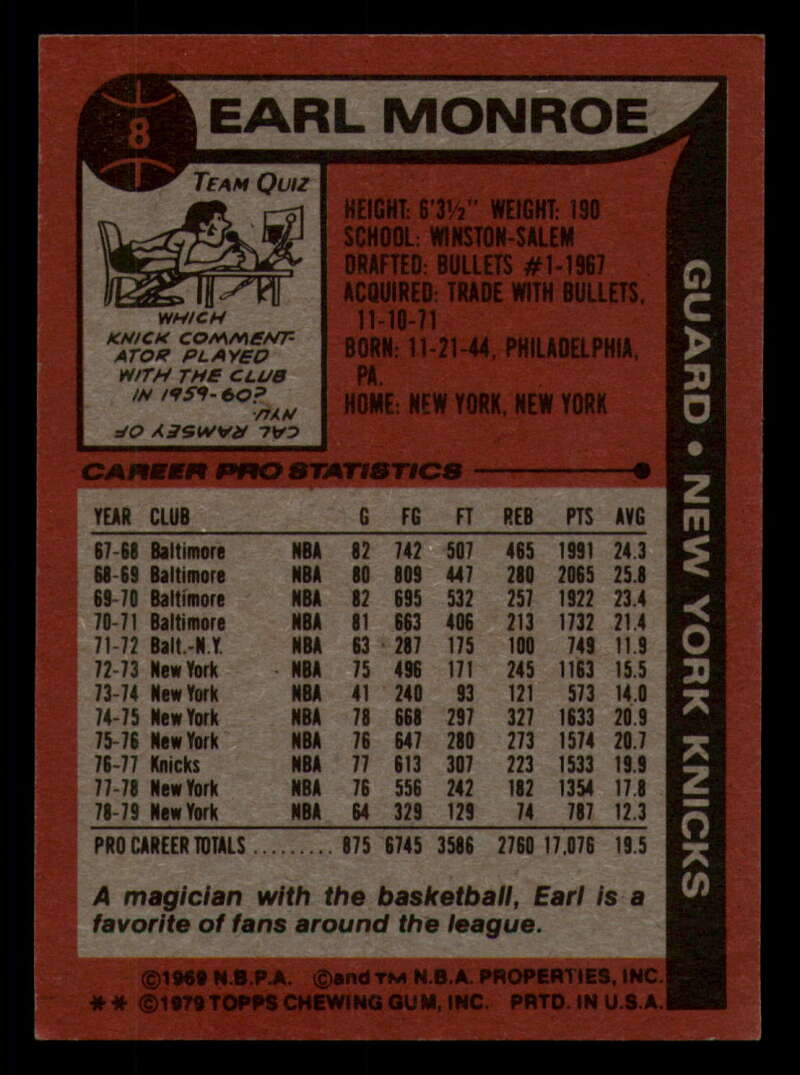 8
EARL MONROE
TEAM QUIZ
WHICH
KNICK COMMENT-
ATOR PLAYED
WITH THE CLUB
IN 1959-60?
CAL RAMSEY OF
NYU.
HEIGHT: 6'3½" WEIGHT: 190
SCHOOL: WINSTON-SALEM
DRAFTED: BULLETS #1-1967
ACQUIRED: TRADE WITH BULLETS,
11-10-71
BORN: 11-21-44, PHILADELPHIA,
PA.
HOME: NEW YORK, NEW YORK
GUARD • NEW YORK KNICKS
CAREER PRO STATISTICS
YEAR CLUB G FG FT REB PTS AVG
67-68 Baltimore NBA 82 742 507 465 1991 24.3
68-69 Baltimore NBA 80 809 447 280 2065 25.8
69-70 Baltimore NBA 82 695 532 257 1922 23.4
70-71 Baltimore NBA 81 663 406 213 1732 21.4
71-72 Balt.-N.Y. NBA 63 287 175 100 749 11.9
72-73 New York NBA 75 496 171 245 1163 15.5
73-74 New York NBA 41 240 93 121 573 14.0
74-75 New York NBA 78 668 297 327 1633 20.9
75-76 New York NBA 76 647 280 273 1574 20.7
76-77 Knicks NBA 77 613 307 223 1533 19.9
77-78 New York NBA 76 556 242 182 1354 17.8
78-79 New York NBA 64 329 129 74 787 12.3
PRO CAREER TOTALS ......... 875 6745 3586 2760 17,076 19.5
A magician with the basketball, Earl is a
favorite of fans around the league.
©1969 N.B.P.A. ©and TM N.B.A. PROPERTIES, INC.
** ©1979 TOPPS CHEWING GUM, INC. PRTD. IN U.S.A.